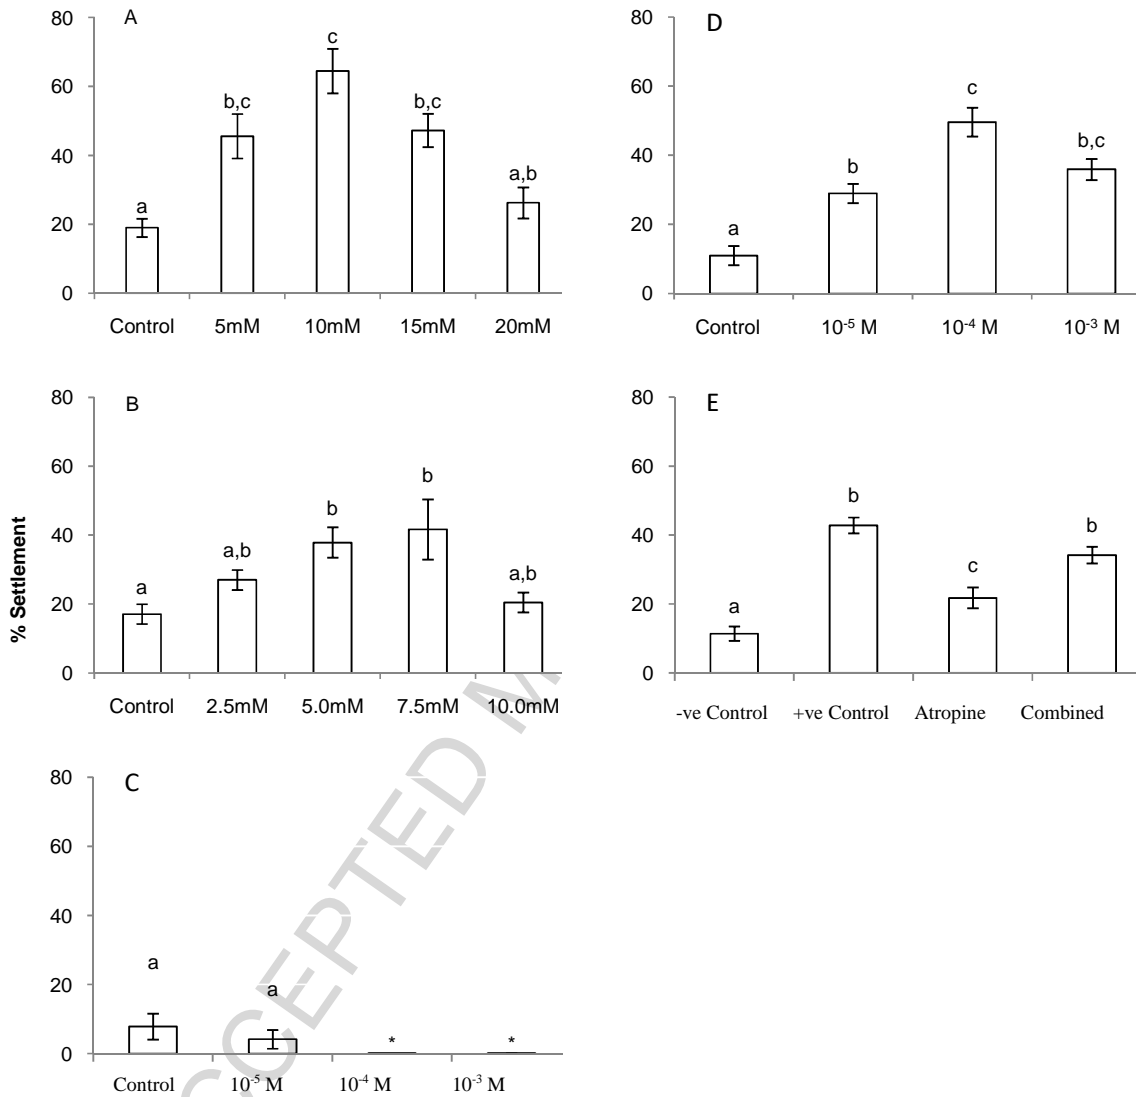 A
80
60
40
20
0
a
b,c
c
b,c
a,b
Control 5mM 10mM 15mM 20mM
D
80
60
40
20
0
a
b
c
b,c
Control 10⁻⁵ M 10⁻⁴ M 10⁻³ M
% Settlement
B
80
60
40
20
0
a
a,b
b
b
a,b
Control 2.5mM 5.0mM 7.5mM 10.0mM
E
80
60
40
20
0
a
b
c
b
-ve Control +ve Control Atropine Combined
C
80
60
40
20
0
a
a
*
*
Control 10⁻⁵ M 10⁻⁴ M 10⁻³ M
CCEPTED M